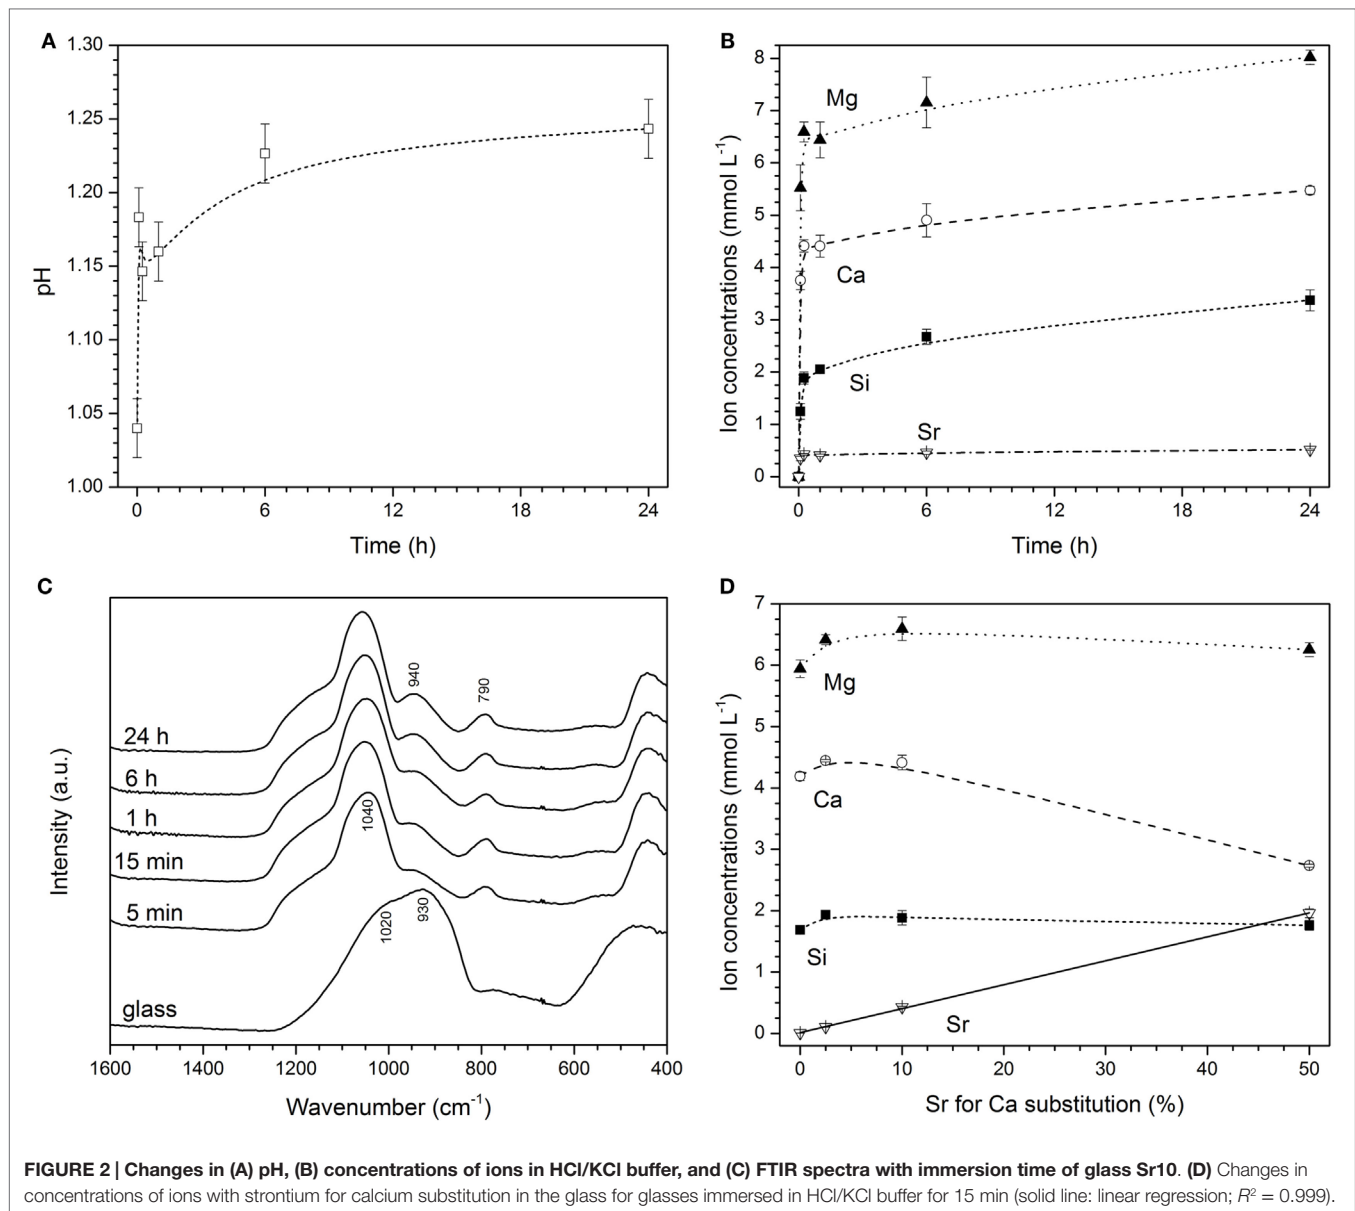 A
pH
1.30
1.25
1.20
1.15
1.10
1.05
1.00
0 6 12 18 24
Time (h)
B
Ion concentrations (mmol L⁻¹)
8
7
6
5
4
3
2
1
0
Mg
Ca
Si
Sr
0 6 12 18 24
Time (h)
C
Intensity (a.u.)
940
790
24 h
6 h
1 h
1040
15 min
5 min
1020
930
glass
1600 1400 1200 1000 800 600 400
Wavenumber (cm⁻¹)
D
Ion concentrations (mmol L⁻¹)
7
6
5
4
3
2
1
0
Mg
Ca
Si
Sr
0 10 20 30 40 50
Sr for Ca substitution (%)
FIGURE 2 | Changes in (A) pH, (B) concentrations of ions in HCl/KCl buffer, and (C) FTIR spectra with immersion time of glass Sr10. (D) Changes in
concentrations of ions with strontium for calcium substitution in the glass for glasses immersed in HCl/KCl buffer for 15 min (solid line: linear regression; R² = 0.999).